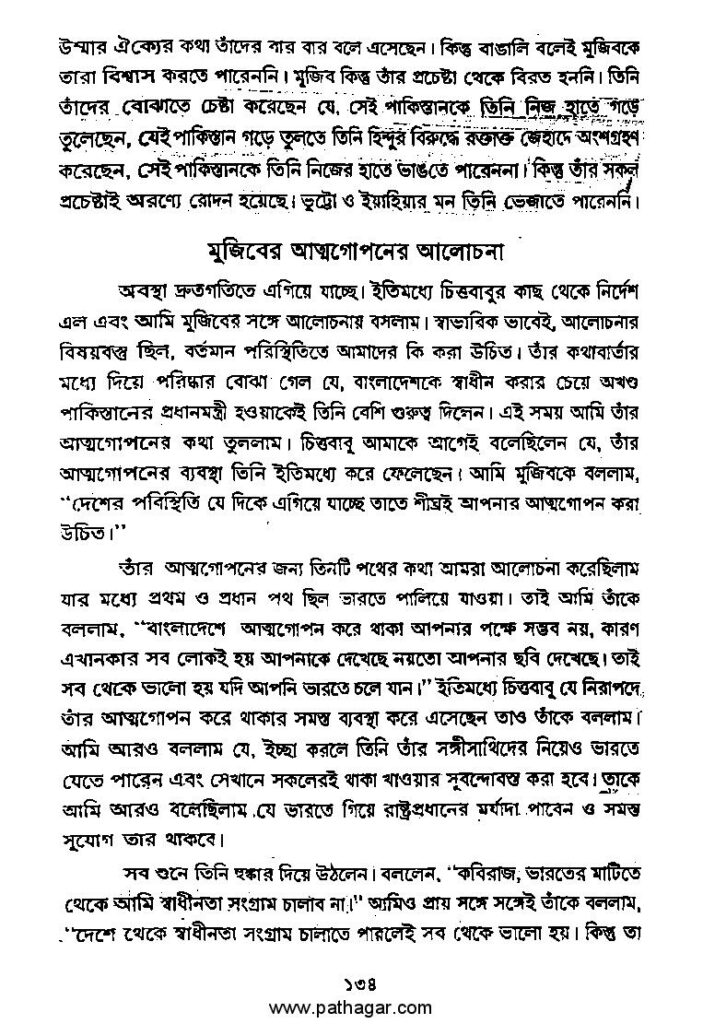 উম্মার ঐক্যের কথা তাঁদের বার বার বলে এসেছেন। কিন্তু বাঙালি বলেই মুজিবকে
তারা বিশ্বাস করতে পারেননি। মুজিব কিন্তু তাঁর প্রচেষ্টা থেকে বিরত হননি। তিনি
তাঁদের বোঝাতে চেষ্টা করেছেন যে, সেই পাকিস্তানকে তিনি নিজ হাতে গড়ে
তুলেছেন, যেই পাকিস্তান গড়ে তুলতে তিনি হিন্দুর বিরুদ্ধে রক্তাক্ত জেহাদে অংশগ্রহণ
করেছেন, সেই পাকিস্তানকে তিনি নিজের হাতে ভাঙতে পারেননা। কিন্তু তাঁর সকল
প্রচেষ্টাই অরণ্যে রোদন হয়েছে। ভুট্টো ও ইয়াহিয়ার মন তিনি ভেজাতে পারেননি।
মুজিবের আত্মগোপনের আলোচনা
অবস্থা দ্রুতগতিতে এগিয়ে যাচ্ছে। ইতিমধ্যে চিত্তবাবুর কাছ থেকে নির্দেশ
এল এবং আমি মুজিবের সঙ্গে আলোচনায় বসলাম। স্বাভাবিক ভাবেই, আলোচনার
বিষয়বস্তু ছিল, বর্তমান পরিস্থিতিতে আমাদের কি করা উচিত। তাঁর কথাবার্তার
মধ্যে দিয়ে পরিষ্কার বোঝা গেল যে, বাংলাদেশকে স্বাধীন করার চেয়ে অখণ্ড
পাকিস্তানের প্রধানমন্ত্রী হওয়াকেই তিনি বেশি গুরুত্ব দিলেন। এই সময় আমি তাঁর
আত্মগোপনের কথা তুললাম। চিত্তবাবু আমাকে আগেই বলেছিলেন যে, তাঁর
আত্মগোপনের ব্যবস্থা তিনি ইতিমধ্যে করে ফেলেছেন। আমি মুজিবকে বললাম,
“দেশের পবিস্থিতি যে দিকে এগিয়ে যাচ্ছে তাতে শীঘ্রই আপনার আত্মগোপন করা
উচিত।”
তাঁর আত্মগোপনের জন্য তিনটি পথের কথা আমরা আলোচনা করেছিলাম
যার মধ্যে প্রথম ও প্রধান পথ ছিল ভারতে পালিয়ে যাওয়া। তাই আমি তাঁকে
বললাম, “বাংলাদেশে আত্মগোপন করে থাকা আপনার পক্ষে সম্ভব নয়, কারণ
এখানকার সব লোকই হয় আপনাকে দেখেছে নয়তো আপনার ছবি দেখেছে। তাই
সব থেকে ভালো হয় যদি আপনি ভারতে চলে যান।” ইতিমধ্যে চিত্তবাবু যে নিরাপদে
তাঁর আত্মগোপন করে থাকার সমস্ত ব্যবস্থা করে এসেছেন তাও তাঁকে বললাম।
আমি আরও বললাম যে, ইচ্ছা করলে তিনি তাঁর সঙ্গীসাথিদের নিয়েও ভারতে
যেতে পারেন এবং সেখানে সকলেরই থাকা খাওয়ার সুবন্দোবস্ত করা হবে। তাকে
আমি আরও বলেছিলাম যে ভারতে গিয়ে রাষ্ট্রপ্রধানের মর্যাদা পাবেন ও সমস্ত
সুযোগ তার থাকবে।
সব শুনে তিনি হুঙ্কার দিয়ে উঠলেন। বললেন, “কবিরাজ, ভারতের মাটিতে
থেকে আমি স্বাধীনতা সংগ্রাম চালাব না।” আমিও প্রায় সঙ্গে সঙ্গেই তাঁকে বললাম,
“দেশে থেকে স্বাধীনতা সংগ্রাম চালাতে পারলেই সব থেকে ভালো হয়। কিন্তু তা
১৩৪
www.pathagar.com